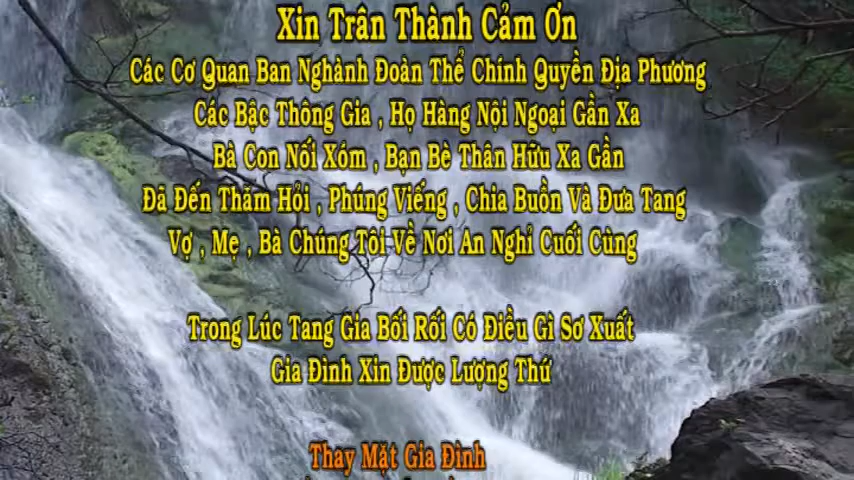 Xin Trân Thành Cảm Ơn
Các Cơ Quan Ban Nghành Đoàn Thể Chính Quyền Địa Phương
Các Bậc Thông Gia , Họ Hàng Nội Ngoại Gần Xa
Bà Con Nối Xóm , Bạn Bè Thân Hữu Xa Gần
Đã Đến Thăm Hỏi , Phúng Viếng , Chia Buồn Và Đưa Tang
Vợ , Mẹ , Bà Chúng Tôi Về Nơi An Nghỉ Cuối Cùng
Trong Lúc Tang Gia Bối Rối Có Điều Gì Sơ Xuất
Gia Đình Xin Được Lượng Thứ
Thay Mặt Gia Đình